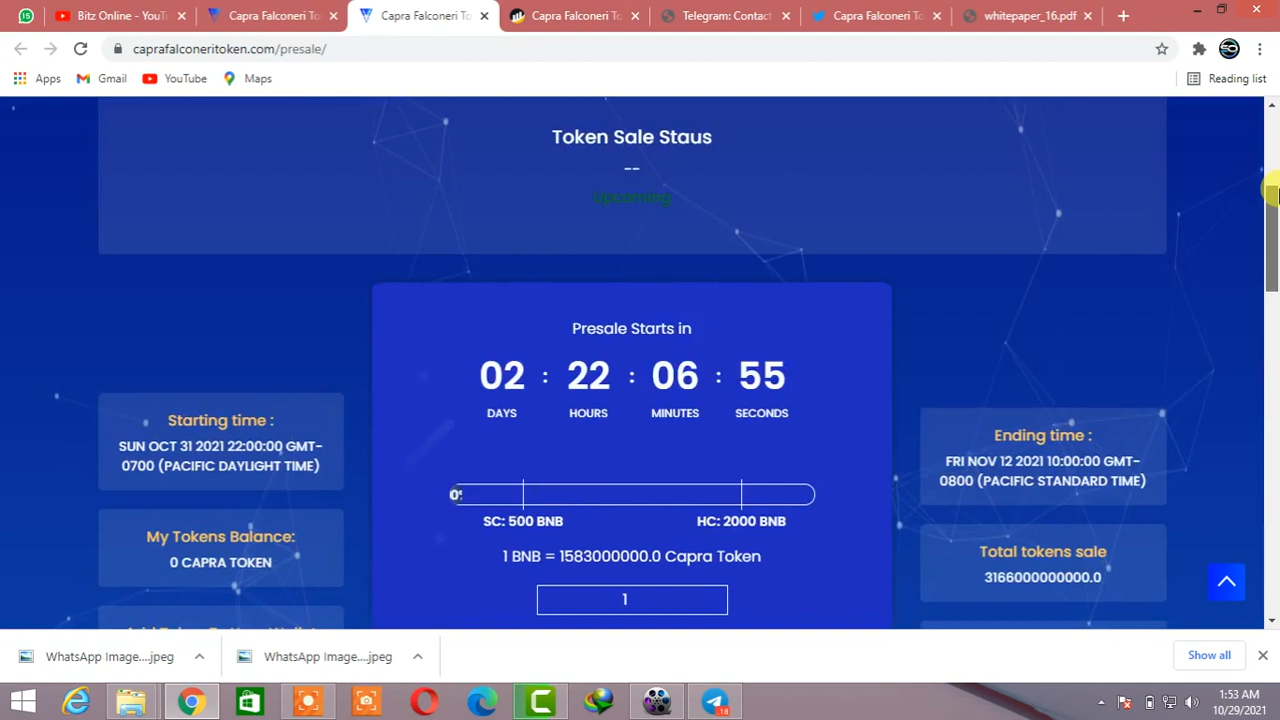 Bitz Online - YouT
Capra Falconeri To
Capra Falconeri To
Capra Falconeri To
Telegram: Contac
Capra Falconeri To
whitepaper_16.pdf
caprafalconeritoken.com/presale/
Apps
Gmail
YouTube
Maps
Reading list
Token Sale Staus
--
Upcoming
Presale Starts in
02 : 22 : 06 : 55
DAYS HOURS MINUTES SECONDS
Starting time :
SUN OCT 31 2021 22:00:00 GMT-
0700 (PACIFIC DAYLIGHT TIME)
Ending time :
FRI NOV 12 2021 10:00:00 GMT-
0800 (PACIFIC STANDARD TIME)
0%
SC: 500 BNB
HC: 2000 BNB
My Tokens Balance:
0 CAPRA TOKEN
1 BNB = 1583000000.0 Capra Token
Total tokens sale
3166000000000.0
1
WhatsApp Image....jpeg
WhatsApp Image....jpeg
Show all
18
1:53 AM
10/29/2021